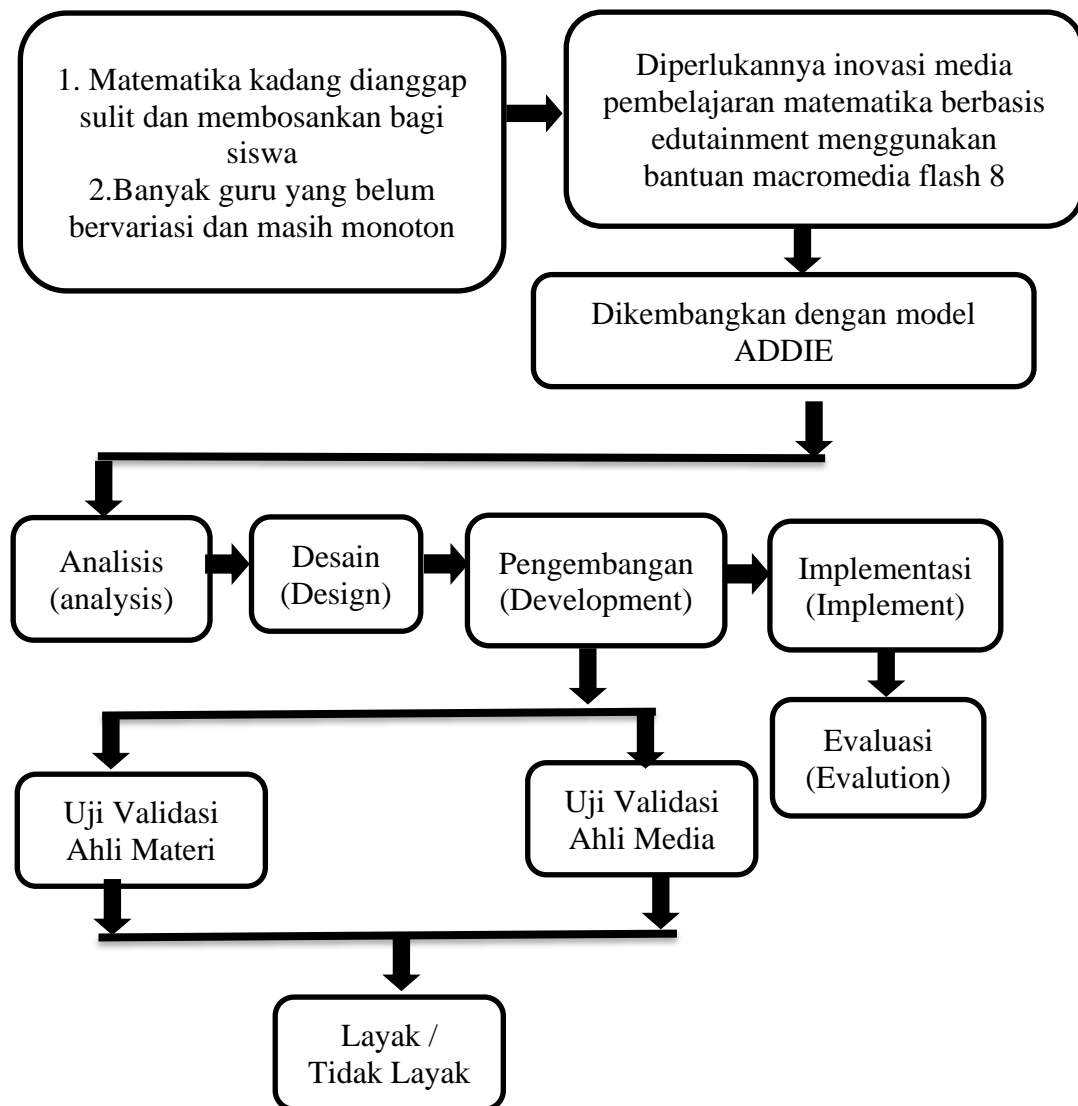 1. Matematika kadang dianggap
sulit dan membosankan bagi
siswa
2.Banyak guru yang belum
bervariasi dan masih monoton
Diperlukannya inovasi media
pembelajaran matematika berbasis
edutainment menggunakan
bantuan macromedia flash 8
Dikembangkan dengan model
ADDIE
Analisis
(analysis)
Desain
(Design)
Pengembangan
(Development)
Implementasi
(Implement)
Evaluasi
(Evalution)
Uji Validasi
Ahli Materi
Uji Validasi
Ahli Media
Layak /
Tidak Layak